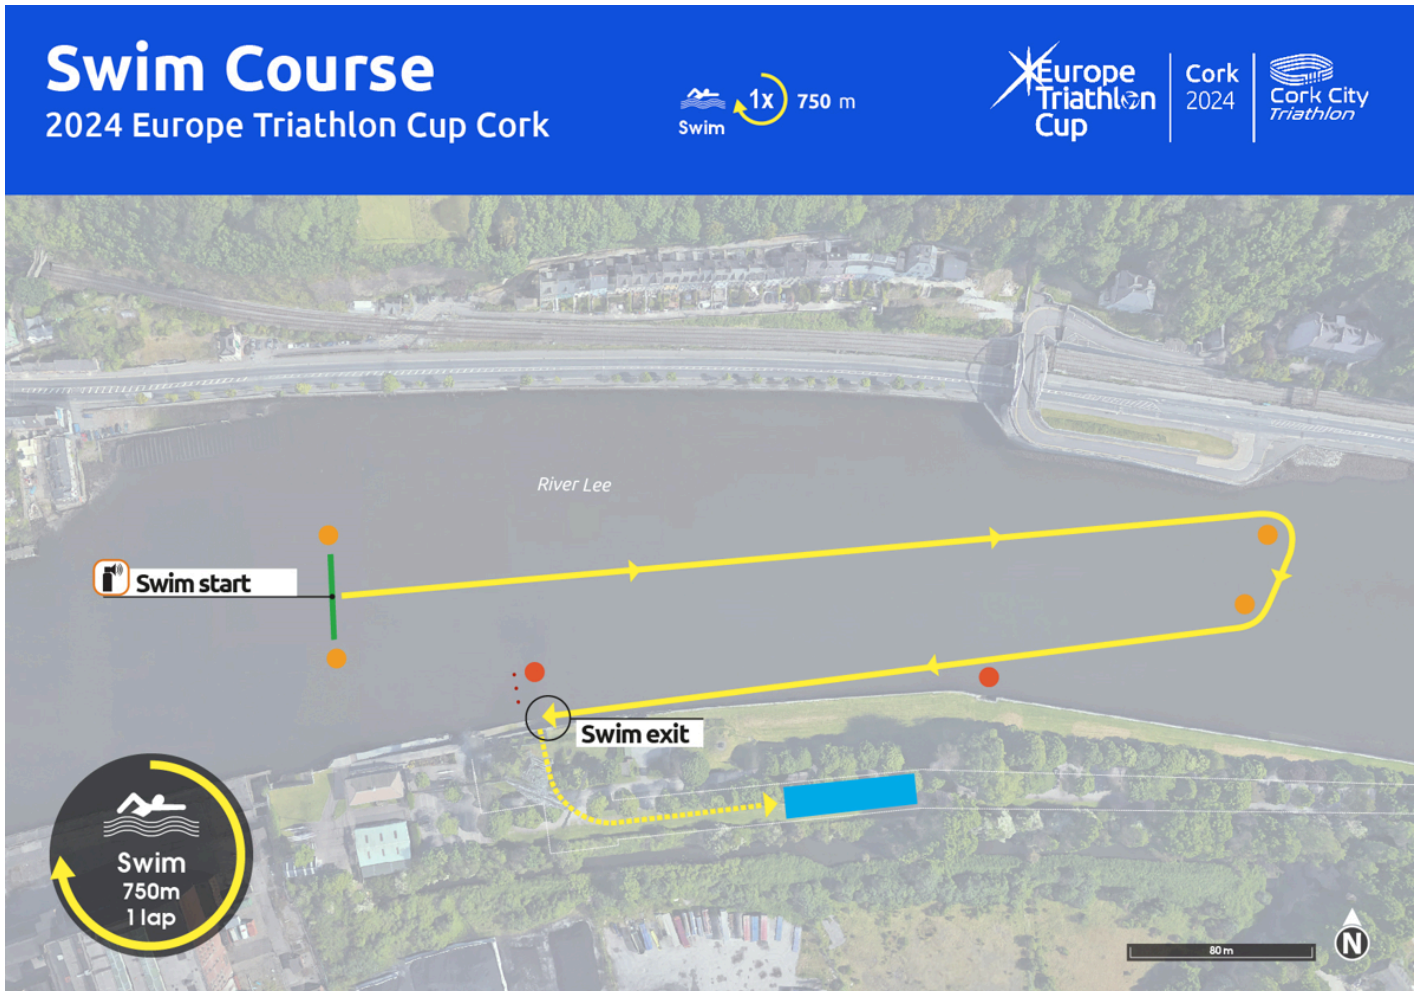 Swim Course
2024 Europe Triathlon Cup Cork
Swim
1x
750 m
Europe
Triathlon
Cup
Cork
2024
Cork City
Triathlon
River Lee
Swim start
Swim exit
Swim
750m
1 lap
80 m
N